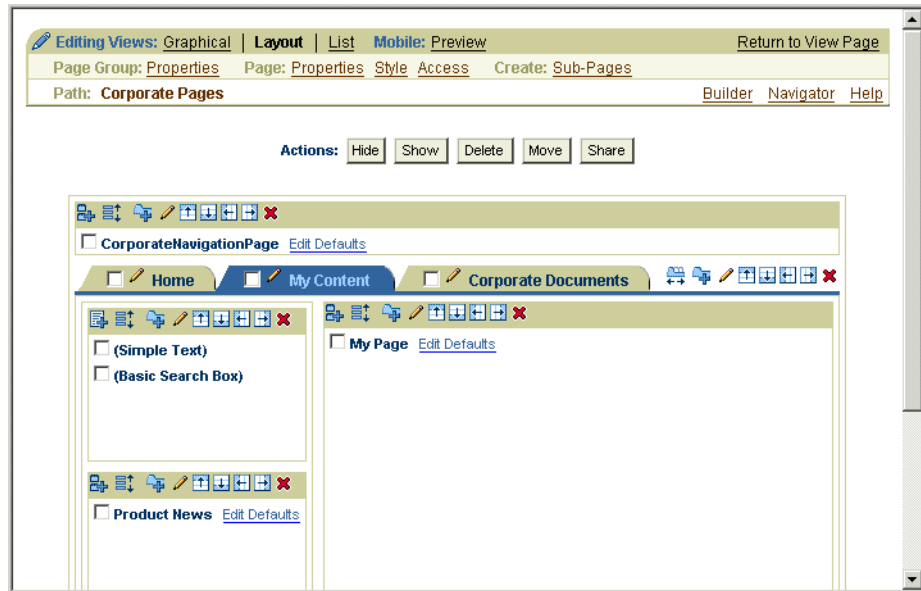 Editing Views: Graphical | Layout | List Mobile: Preview Return to View Page
Page Group: Properties Page: Properties Style Access Create: Sub-Pages
Path: Corporate Pages Builder Navigator Help
Actions: Hide Show Delete Move Share
CorporateNavigationPage Edit Defaults
Home My Content Corporate Documents
(Simple Text)
(Basic Search Box)
My Page Edit Defaults
Product News Edit Defaults